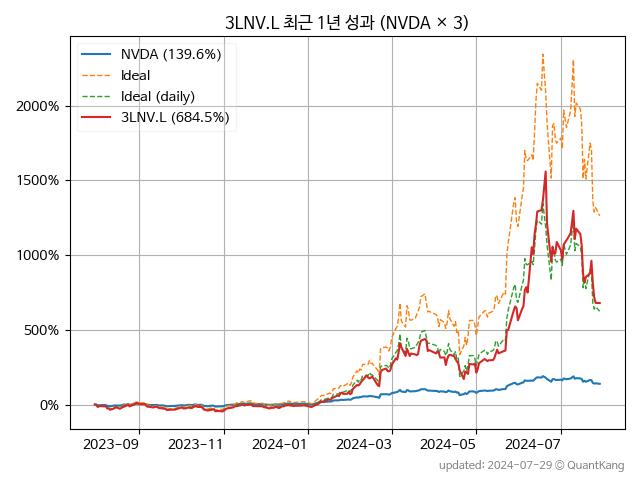 3LNV.L 최근 1년 성과 (NVDA × 3)
NVDA (139.6%)
Ideal
Ideal (daily)
3LNV.L (684.5%)
2000%
1500%
1000%
500%
0%
2023-09 2023-11 2024-01 2024-03 2024-05 2024-07
updated: 2024-07-29 © QuantKang